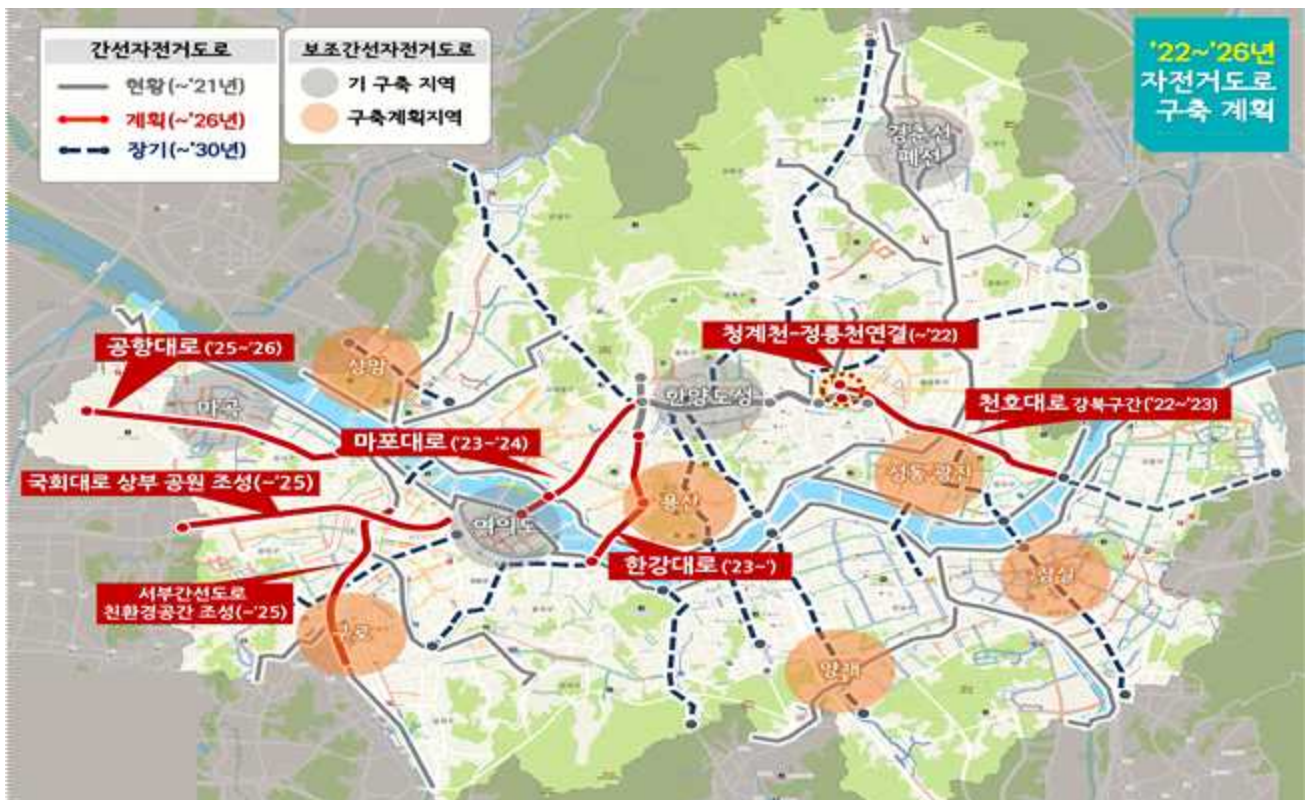 간선자전거도로
현황(~'21년)
계획(~'26년)
장기(~'30년)
보조간선자전거도로
기 구축 지역
구축계획지역
'22~'26년
자전거도로
구축 계획
경춘선
폐선
청계천-정릉천연결(~'22)
공항대로('25~'26)
상암
마곡
한양도성
천호대로 강북구간('22~'23)
마포대로('23~'24)
성동·광진
국회대로 상부 공원 조성(~'25)
용산
여의도
한강대로('23~')
잠실
서부간선도로
친환경공간 조성(~'25)
구로
양재